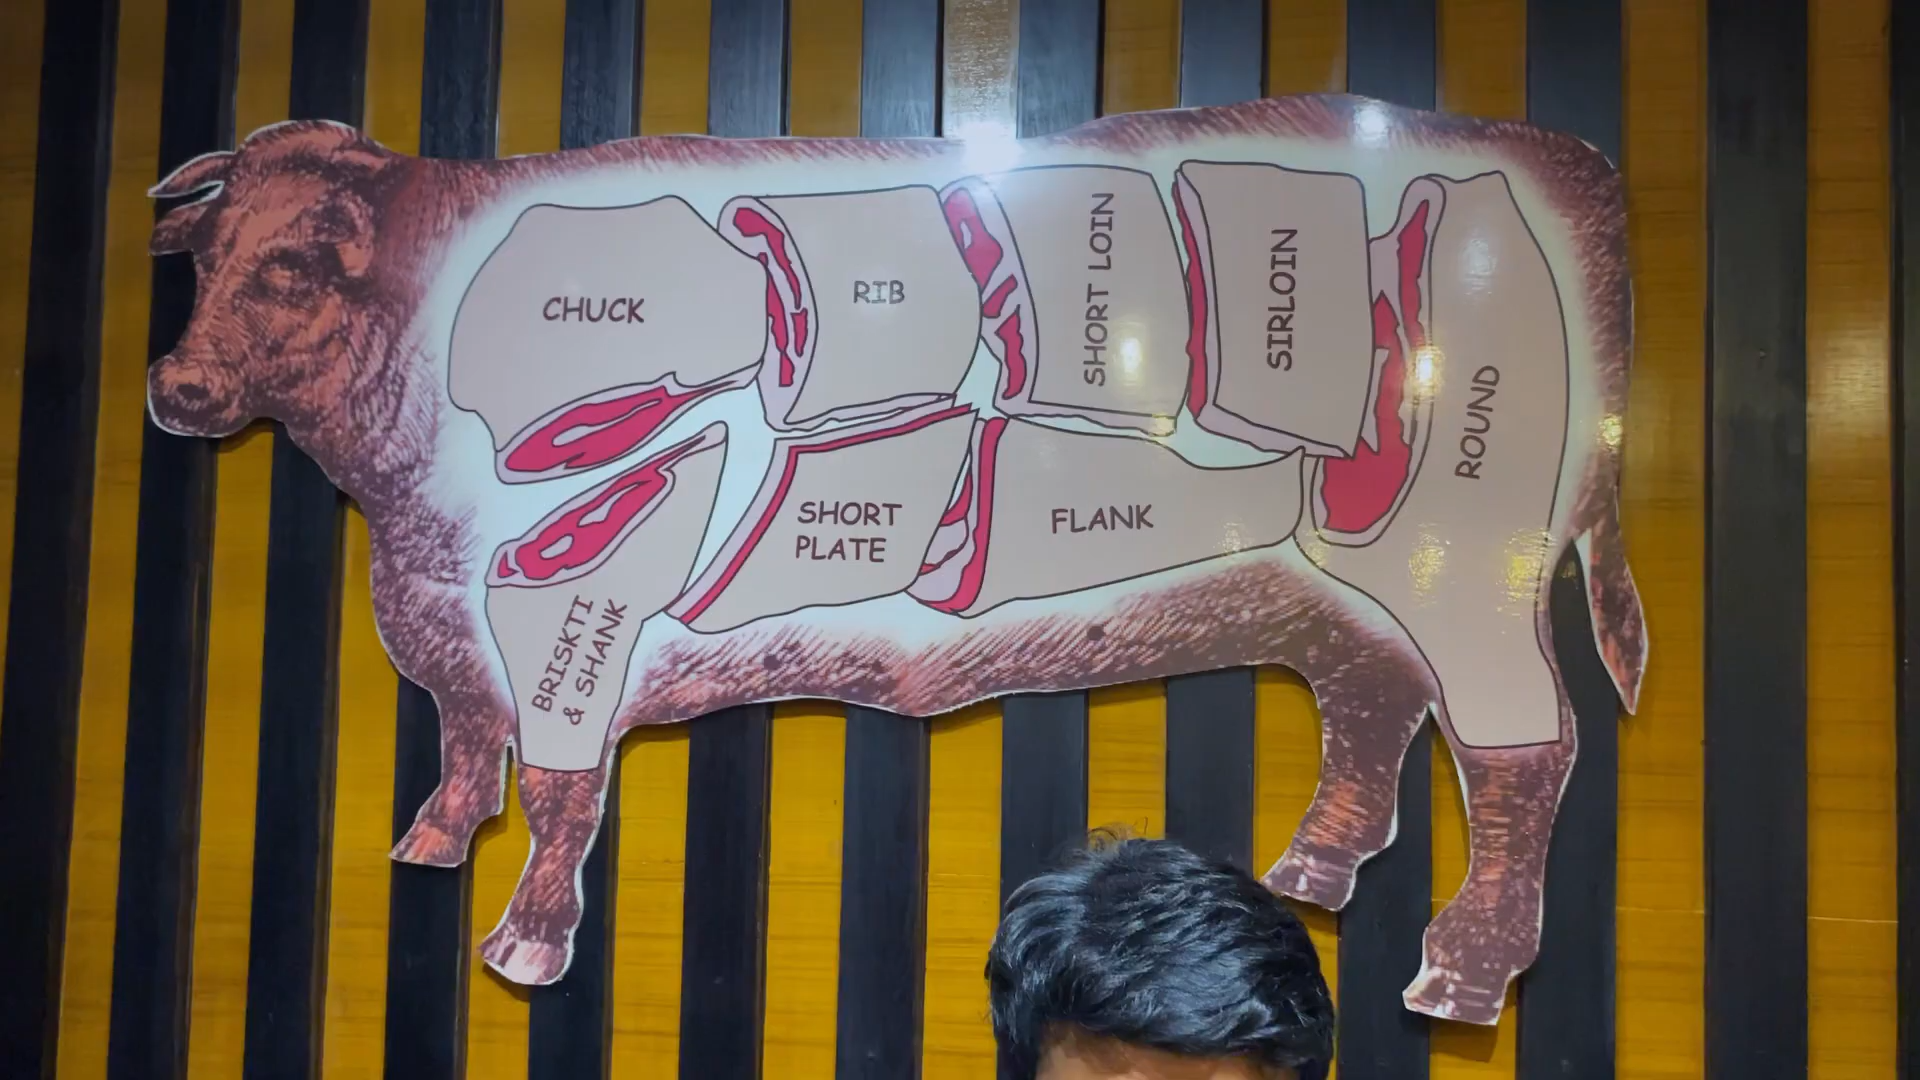 CHUCK
RIB
SHORT LOIN
SIRLOIN
ROUND
SHORT
PLATE
FLANK
BRISKTI
& SHANK